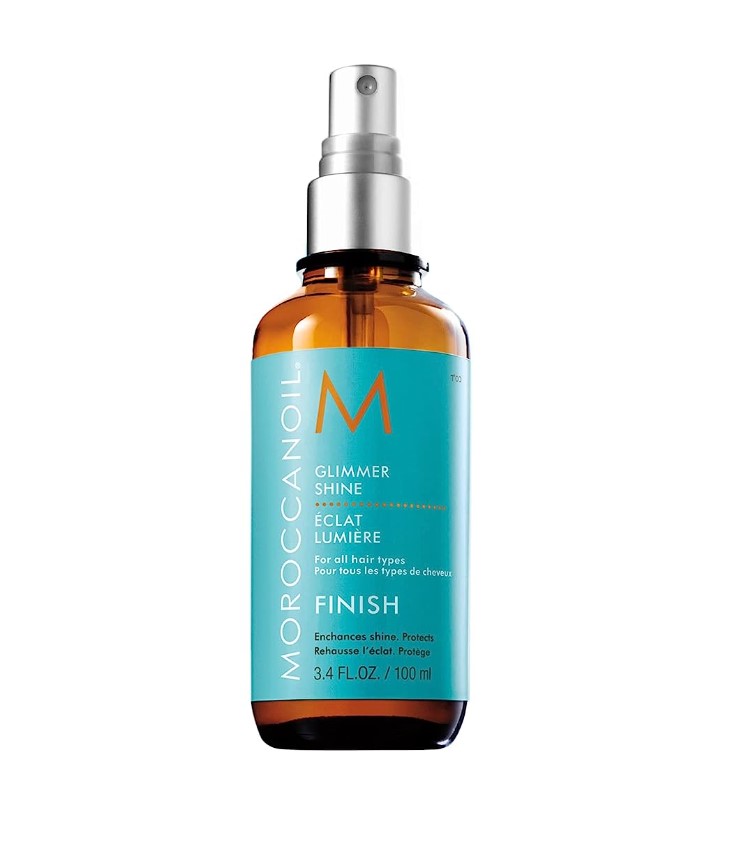 MOROCCANOIL®
M
GLIMMER
SHINE
ÉCLAT
LUMIÈRE
For all hair types
Pour tous les types de cheveux
FINISH
Enchances shine. Protects
Rehausse l'éclat. Protège
3.4 FL.OZ. / 100 ml